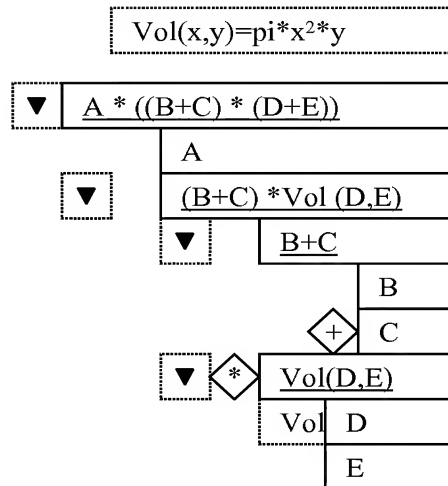 Vol(x,y)=pi*x²*y
▼ A * ((B+C) * (D+E))
A
▼ (B+C) *Vol (D,E)
▼ B+C
B
+ C
▼ * Vol(D,E)
Vol D
E